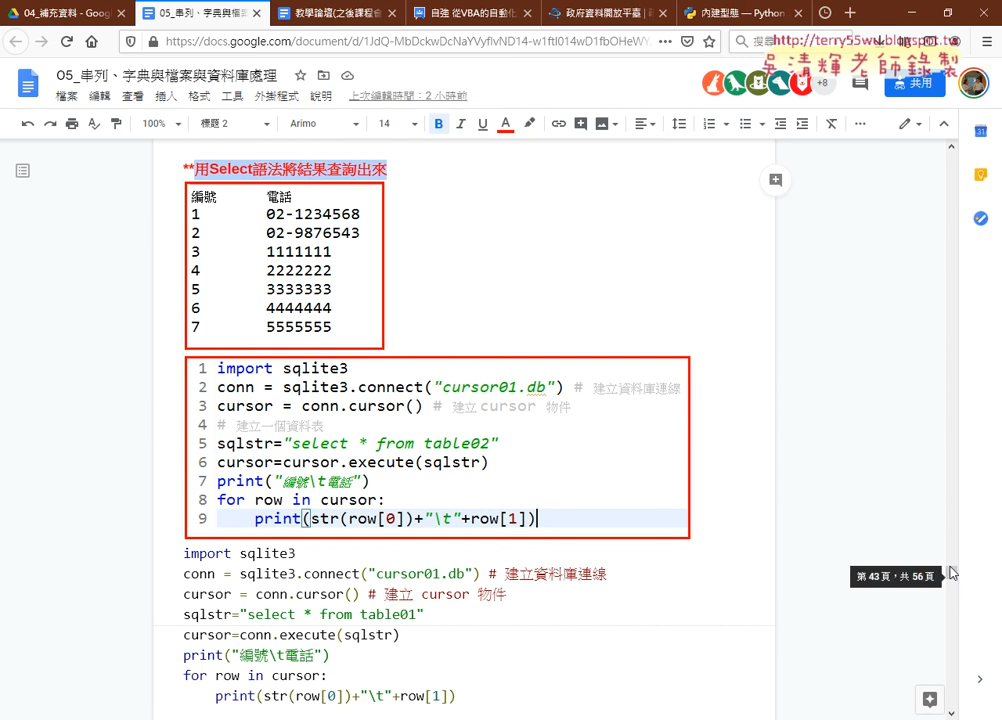 04_補充資料 - Goog
05_串列、字典與檔
教學論壇(之後課程會
自強 從VBA的自動化
政府資料開放平臺 |
內建型態 — Python
https://docs.google.com/document/d/1JdQ-MbDckwDcNaYVyfivND14-w1ftI014wD1fbOHeWY
搜尋
http://terry55wu.blogspot.tw
吳清輝老師錄製
05_串列、字典與檔案與資料庫處理
檔案 編輯 查看 插入 格式 工具 外掛程式 說明 上次編輯時間：2 小時前
+8
共用
100% 標題 2 Arimo 14 B I U A
31
**用Select語法將結果查詢出來
編號 電話
1 02-1234568
2 02-9876543
3 1111111
4 2222222
5 3333333
6 4444444
7 5555555
1 import sqlite3
2 conn = sqlite3.connect("cursor01.db") # 建立資料庫連線
3 cursor = conn.cursor() # 建立 cursor 物件
4 # 建立一個資料表
5 sqlstr="select * from table02"
6 cursor=cursor.execute(sqlstr)
7 print("編號\t電話")
8 for row in cursor:
9 print(str(row[0])+"\t"+row[1])
import sqlite3
conn = sqlite3.connect("cursor01.db") # 建立資料庫連線
cursor = conn.cursor() # 建立 cursor 物件
sqlstr="select * from table01"
cursor=conn.execute(sqlstr)
print("編號\t電話")
for row in cursor:
print(str(row[0])+"\t"+row[1])
第 43 頁，共 56 頁